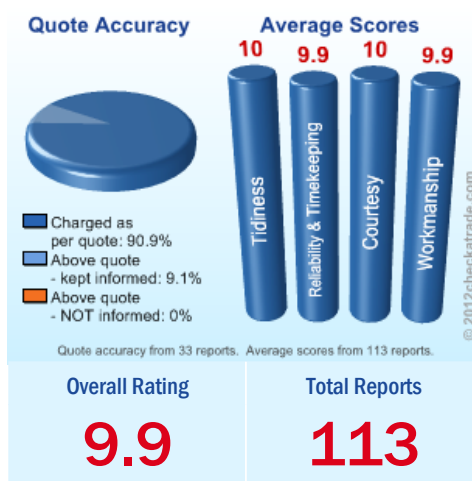 Quote Accuracy
Average Scores
10
9.9
10
9.9
Tidiness
Reliability & Timekeeping
Courtesy
Workmanship
Charged as
per quote: 90.9%
Above quote
- kept informed: 9.1%
Above quote
- NOT informed: 0%
© 2012checkatrade.com
Quote accuracy from 33 reports. Average scores from 113 reports.
Overall Rating
Total Reports
9.9
113